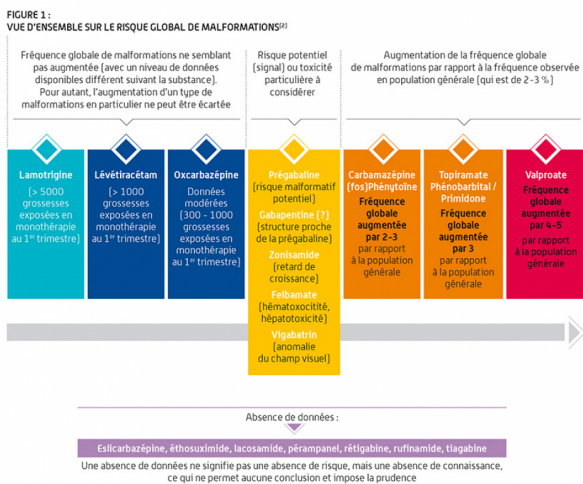 FIGURE 1 :
VUE D'ENSEMBLE SUR LE RISQUE GLOBAL DE MALFORMATIONS[2]
Fréquence globale de malformations ne semblant
pas augmentée (avec un niveau de données
disponibles différent suivant la substance).
Pour autant, l'augmentation d'un type de
malformations en particulier ne peut être écartée
Risque potentiel
(signal) ou toxicité
particulière à
considérer
Augmentation de la fréquence globale
de malformations par rapport à la fréquence observée
en population générale (qui est de 2-3 %)
Lamotrigine
(> 5000
grossesses
exposées en
monothérapie
au 1er trimestre)
Lévétiracétam
(> 1000
grossesses
exposées en
monothérapie
au 1er trimestre)
Oxcarbazépine
Données
modérées
(300 - 1000
grossesses
exposées en
monothérapie
au 1er trimestre)
Prégabaline
(risque malformatif
potentiel)
Gabapentine (?)
(structure proche
de la prégabaline)
Zonisamide
(retard de
croissance)
Felbamate
(hématoxocitité,
hépatotoxicité)
Vigabatrin
(anomalie
du champ visuel)
Carbamazépine
(fos)Phénytoïne
Fréquence
globale
augmentée
par 2-3
par rapport
à la population
générale
Topiramate
Phénobarbital /
Primidone
Fréquence
globale
augmentée
par 3
par rapport
à la population
générale
Valproate
Fréquence
globale
augmentée
par 4-5
par rapport
à la population
générale
Absence de données :
Eslicarbazépine, éthosuximide, lacosamide, pérampanel, rétigabine, rufinamide, tiagabine
Une absence de données ne signifie pas une absence de risque, mais une absence de connaissance,
ce qui ne permet aucune conclusion et impose la prudence